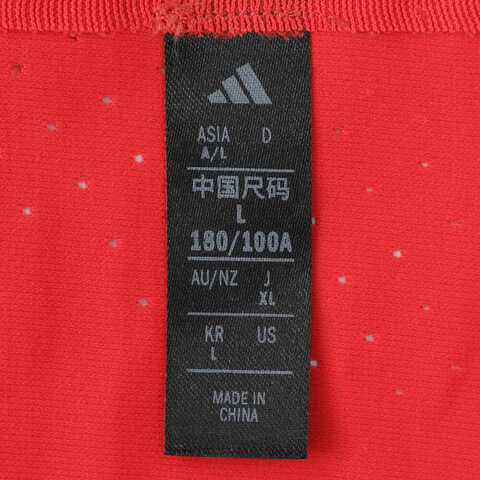 ASIA D
A/L
中国尺码
L
180/100A
AU/NZ J
XL
KR US
L
MADE IN
CHINA